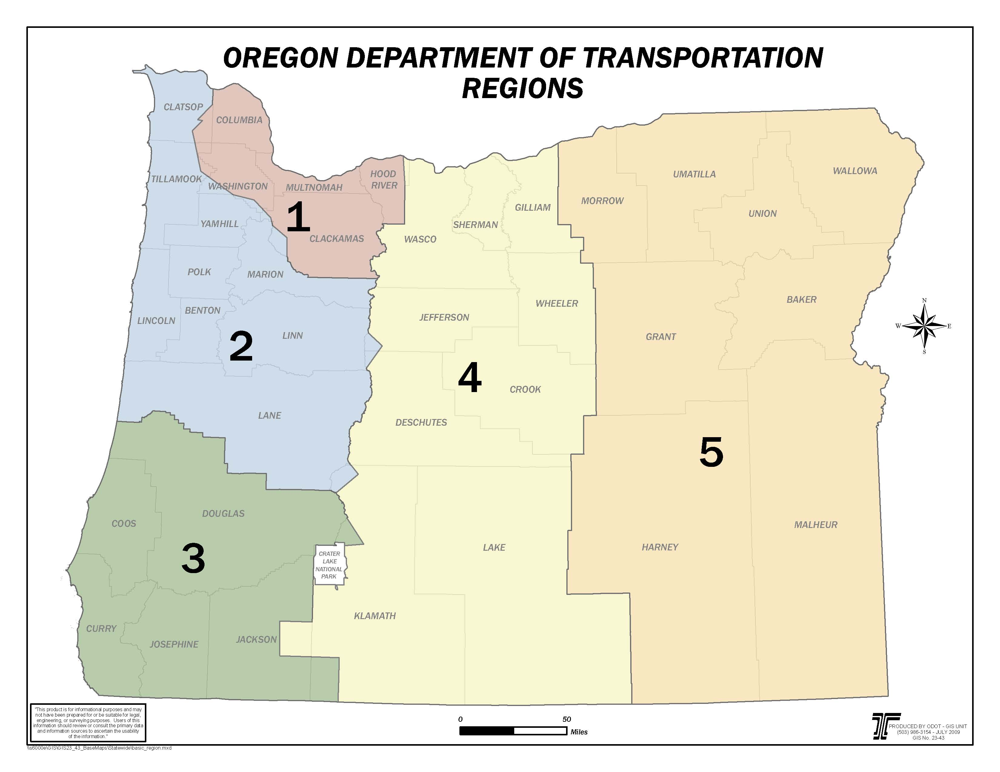 OREGON DEPARTMENT OF TRANSPORTATION
REGIONS
CLATSOP
COLUMBIA
TILLAMOOK
WASHINGTON
MULTNOMAH
HOOD
RIVER
1
CLACKAMAS
YAMHILL
POLK
MARION
LINCOLN
BENTON
LINN
2
LANE
WASCO
SHERMAN
GILLIAM
JEFFERSON
WHEELER
4
CROOK
DESCHUTES
MORROW
UMATILLA
UNION
WALLOWA
BAKER
GRANT
5
HARNEY
MALHEUR
N
W
E
S
COOS
DOUGLAS
3
CURRY
JOSEPHINE
JACKSON
CRATER
LAKE
NATIONAL
PARK
KLAMATH
LAKE
0 50
Miles
"This product is for informational purposes and may
not have been prepared for or be suitable for legal,
engineering, or surveying purposes. Users of this
information should review or consult the primary data
and information sources to ascertain the usability
of the information."
PRODUCED BY ODOT - GIS UNIT
(503) 986-3154 - JULY 2009
GIS No. 23-43
\\s6000e\GIS\GIS23_43_BaseMaps\Statewide\basic_region.mxd